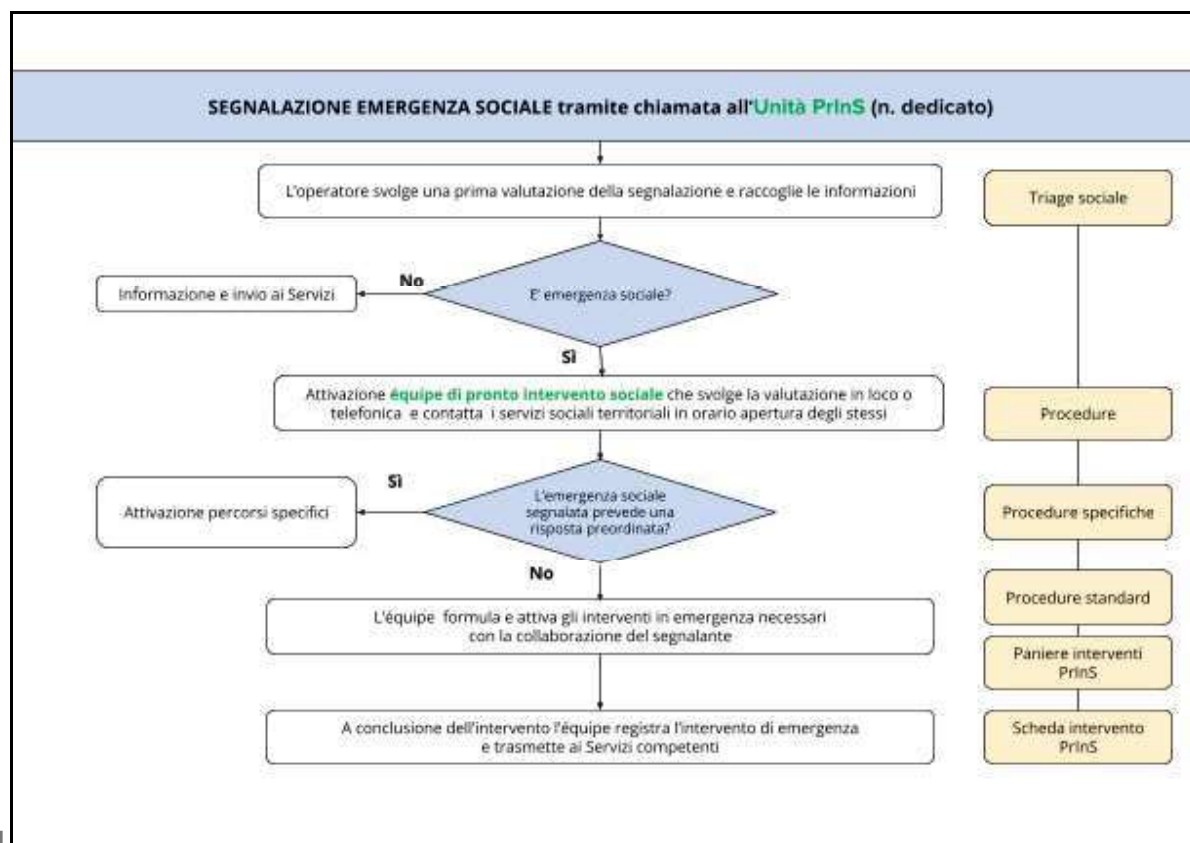 SEGNALAZIONE EMERGENZA SOCIALE tramite chiamata all'Unità PrInS (n. dedicato)
L'operatore svolge una prima valutazione della segnalazione e raccoglie le informazioni
Triage sociale
No
Informazione e invio ai Servizi
E' emergenza sociale?
Sì
Attivazione équipe di pronto intervento sociale che svolge la valutazione in loco o
telefonica e contatta i servizi sociali territoriali in orario apertura degli stessi
Procedure
Sì
Attivazione percorsi specifici
L'emergenza sociale
segnalata prevede una
risposta preordinata?
Procedure specifiche
No
L'équipe formula e attiva gli interventi in emergenza necessari
con la collaborazione del segnalante
Procedure standard
Paniere interventi
PrInS
A conclusione dell'intervento l'équipe registra l'intervento di emergenza
e trasmette ai Servizi competenti
Scheda intervento
PrInS